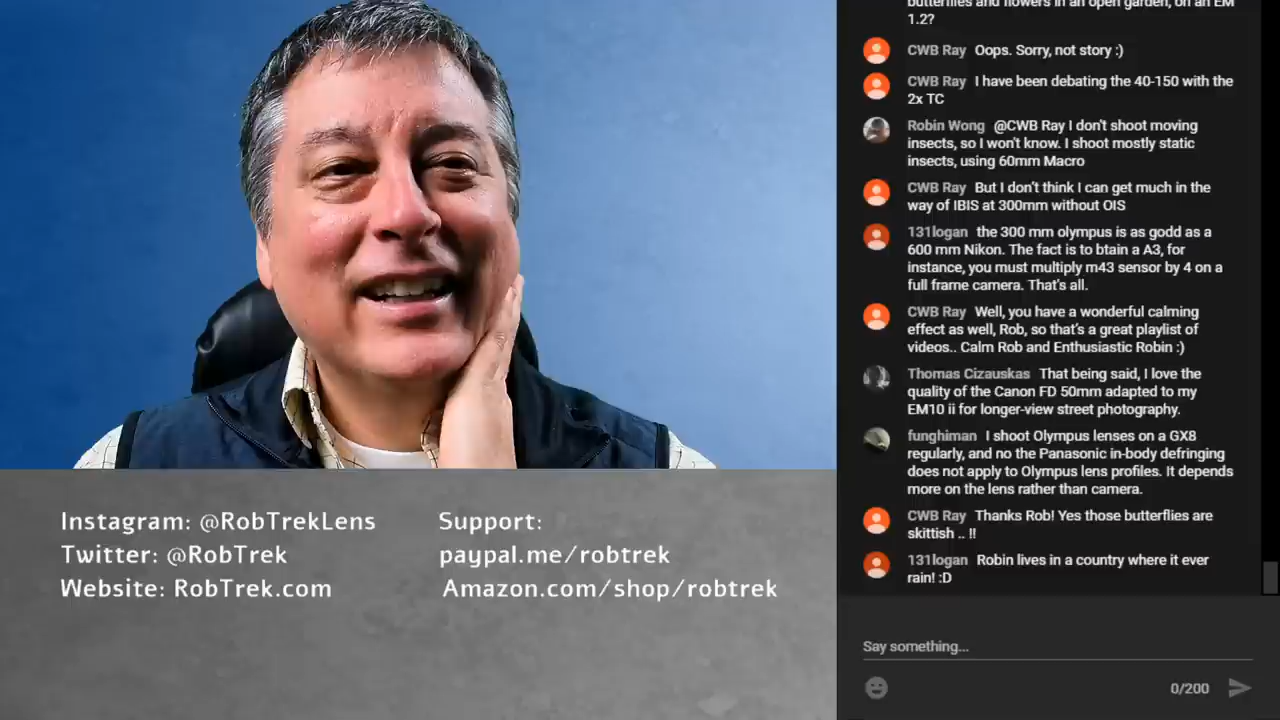 butterflies and flowers in an open garden, on an EM
1.2?
CWB Ray Oops. Sorry, not story :)
CWB Ray I have been debating the 40-150 with the
2x TC
Robin Wong @CWB Ray I don't shoot moving
insects, so I won't know. I shoot mostly static
insects, using 60mm Macro
CWB Ray But I don't think I can get much in the
way of IBIS at 300mm without OIS
131logan the 300 mm olympus is as godd as a
600 mm Nikon. The fact is to btain a A3, for
instance, you must multiply m43 sensor by 4 on a
full frame camera. That's all.
CWB Ray Well, you have a wonderful calming
effect as well, Rob, so that's a great playlist of
videos.. Calm Rob and Enthusiastic Robin :)
Thomas Cizauskas That being said, I love the
quality of the Canon FD 50mm adapted to my
EM10 ii for longer-view street photography.
funghiman I shoot Olympus lenses on a GX8
regularly, and no the Panasonic in-body defringing
does not apply to Olympus lens profiles. It depends
more on the lens rather than camera.
CWB Ray Thanks Rob! Yes those butterflies are
skittish .. !!
131logan Robin lives in a country where it ever
rain! :D
Say something...
0/200
Instagram: @RobTrekLens
Twitter: @RobTrek
Website: RobTrek.com
Support:
paypal.me/robtrek
Amazon.com/shop/robtrek